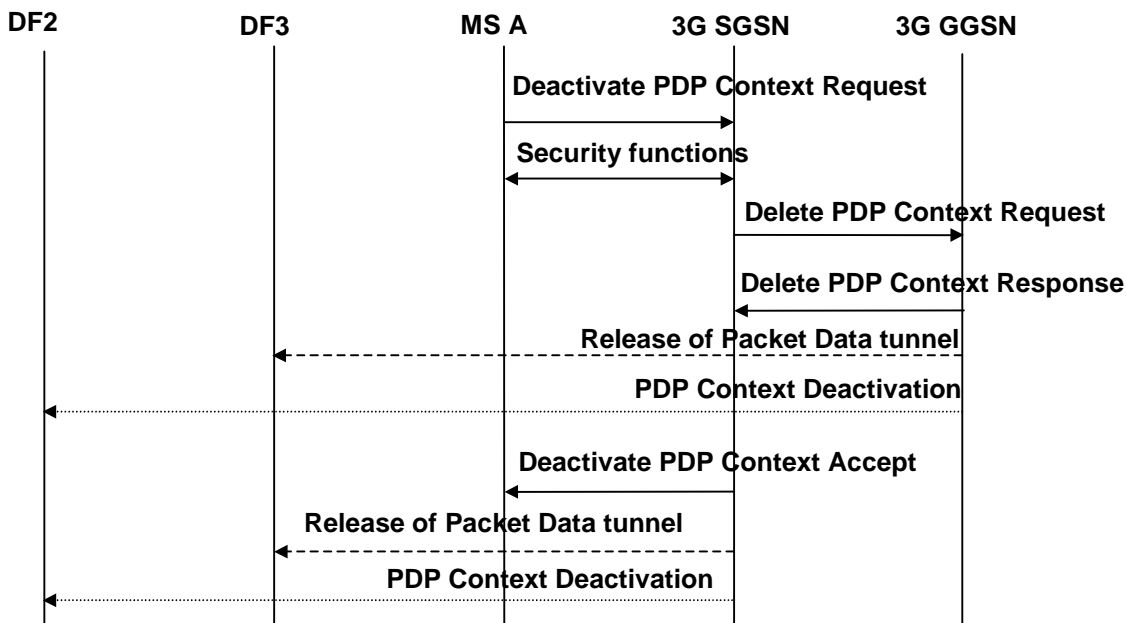 DF2
DF3
MS A
3G SGSN
3G GGSN
Deactivate PDP Context Request
Security functions
Delete PDP Context Request
Delete PDP Context Response
Release of Packet Data tunnel
PDP Context Deactivation
Deactivate PDP Context Accept
Release of Packet Data tunnel
PDP Context Deactivation